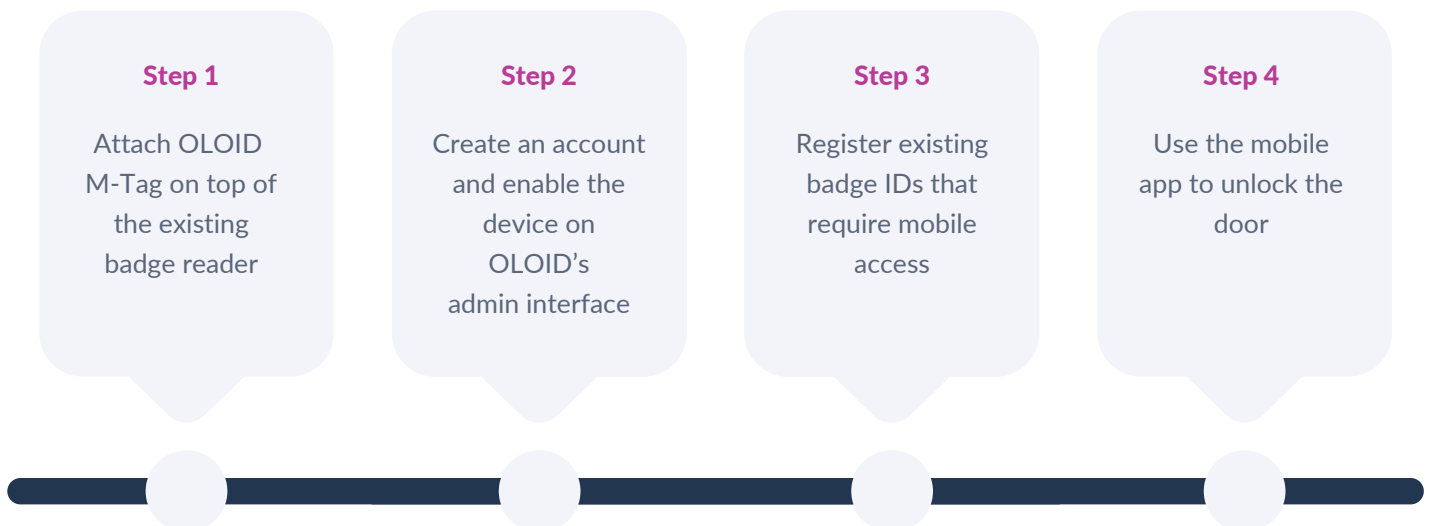 Step 1
Attach OLOID
M-Tag on top of
the existing
badge reader
Step 2
Create an account
and enable the
device on
OLOID’s
admin interface
Step 3
Register existing
badge IDs that
require mobile
access
Step 4
Use the mobile
app to unlock the
door